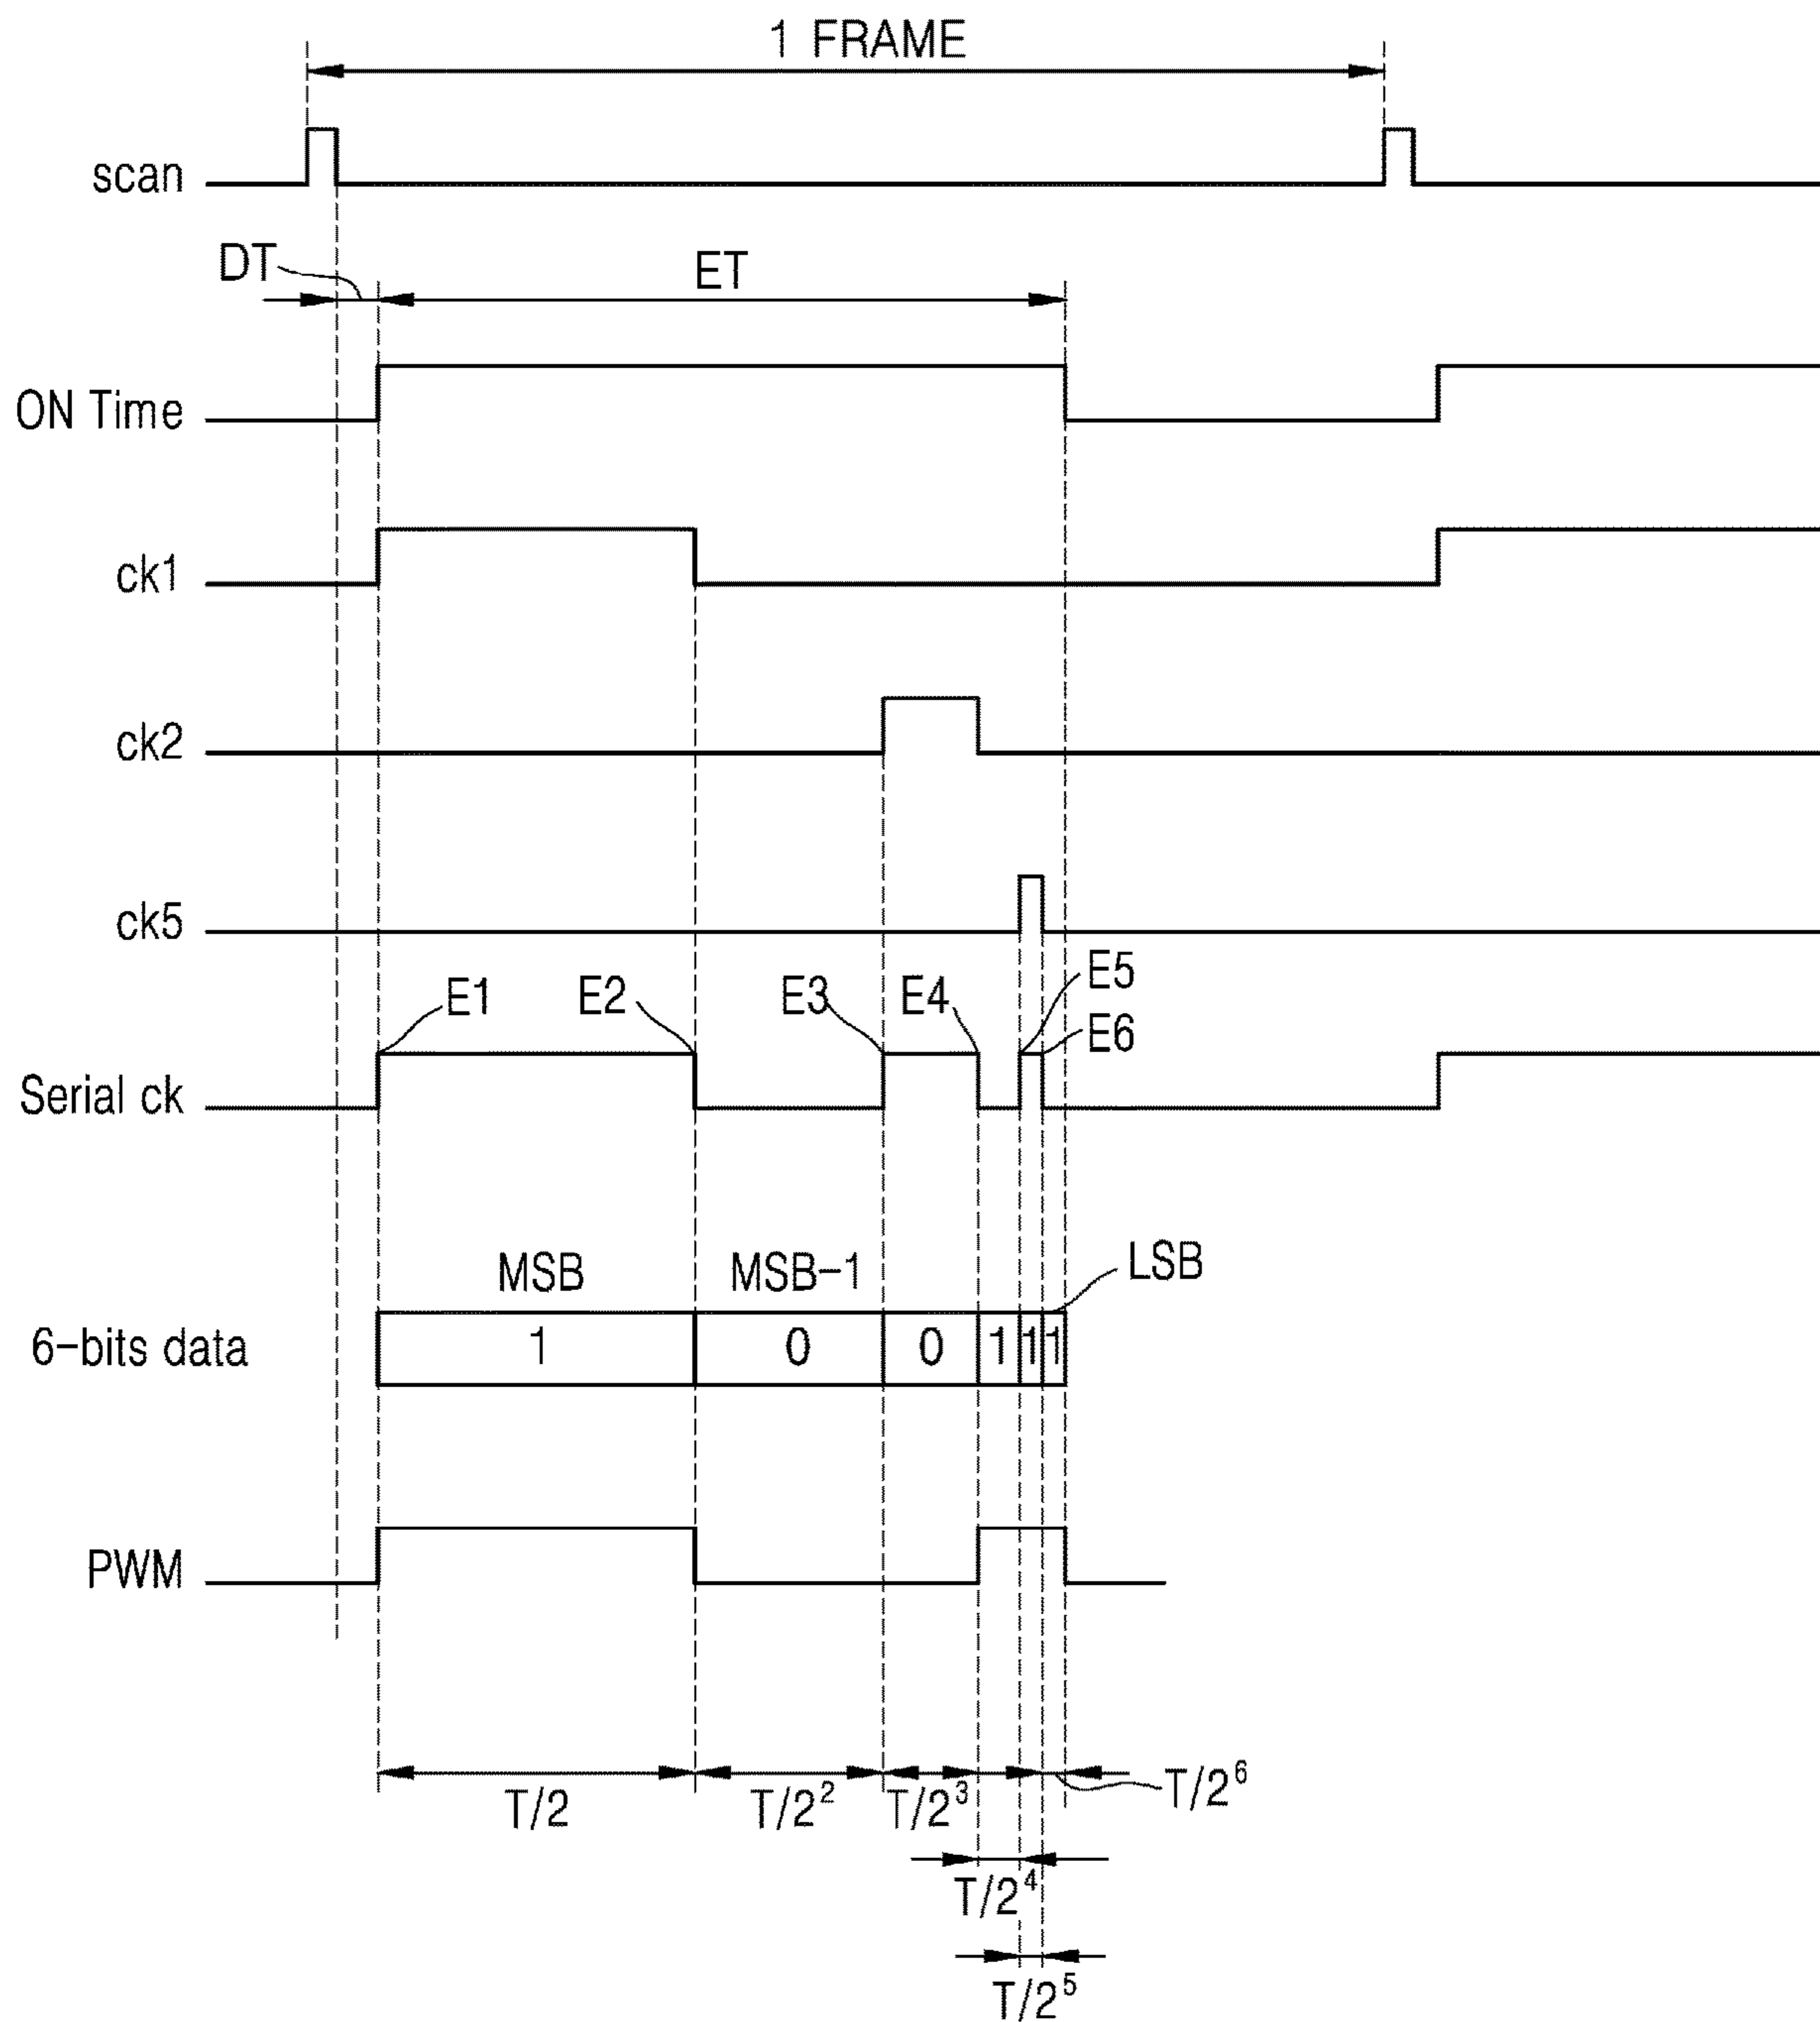 1 FRAME
scan
DT
ET
ON Time
ck1
ck2
ck5
E5
E1 E2 E3 E4
E6
Serial ck
MSB MSB-1 LSB
6-bits data 1 0 0 1 1 1
PWM
T/2 T/2² T/2³ T/2⁶
T/2⁴
T/2⁵